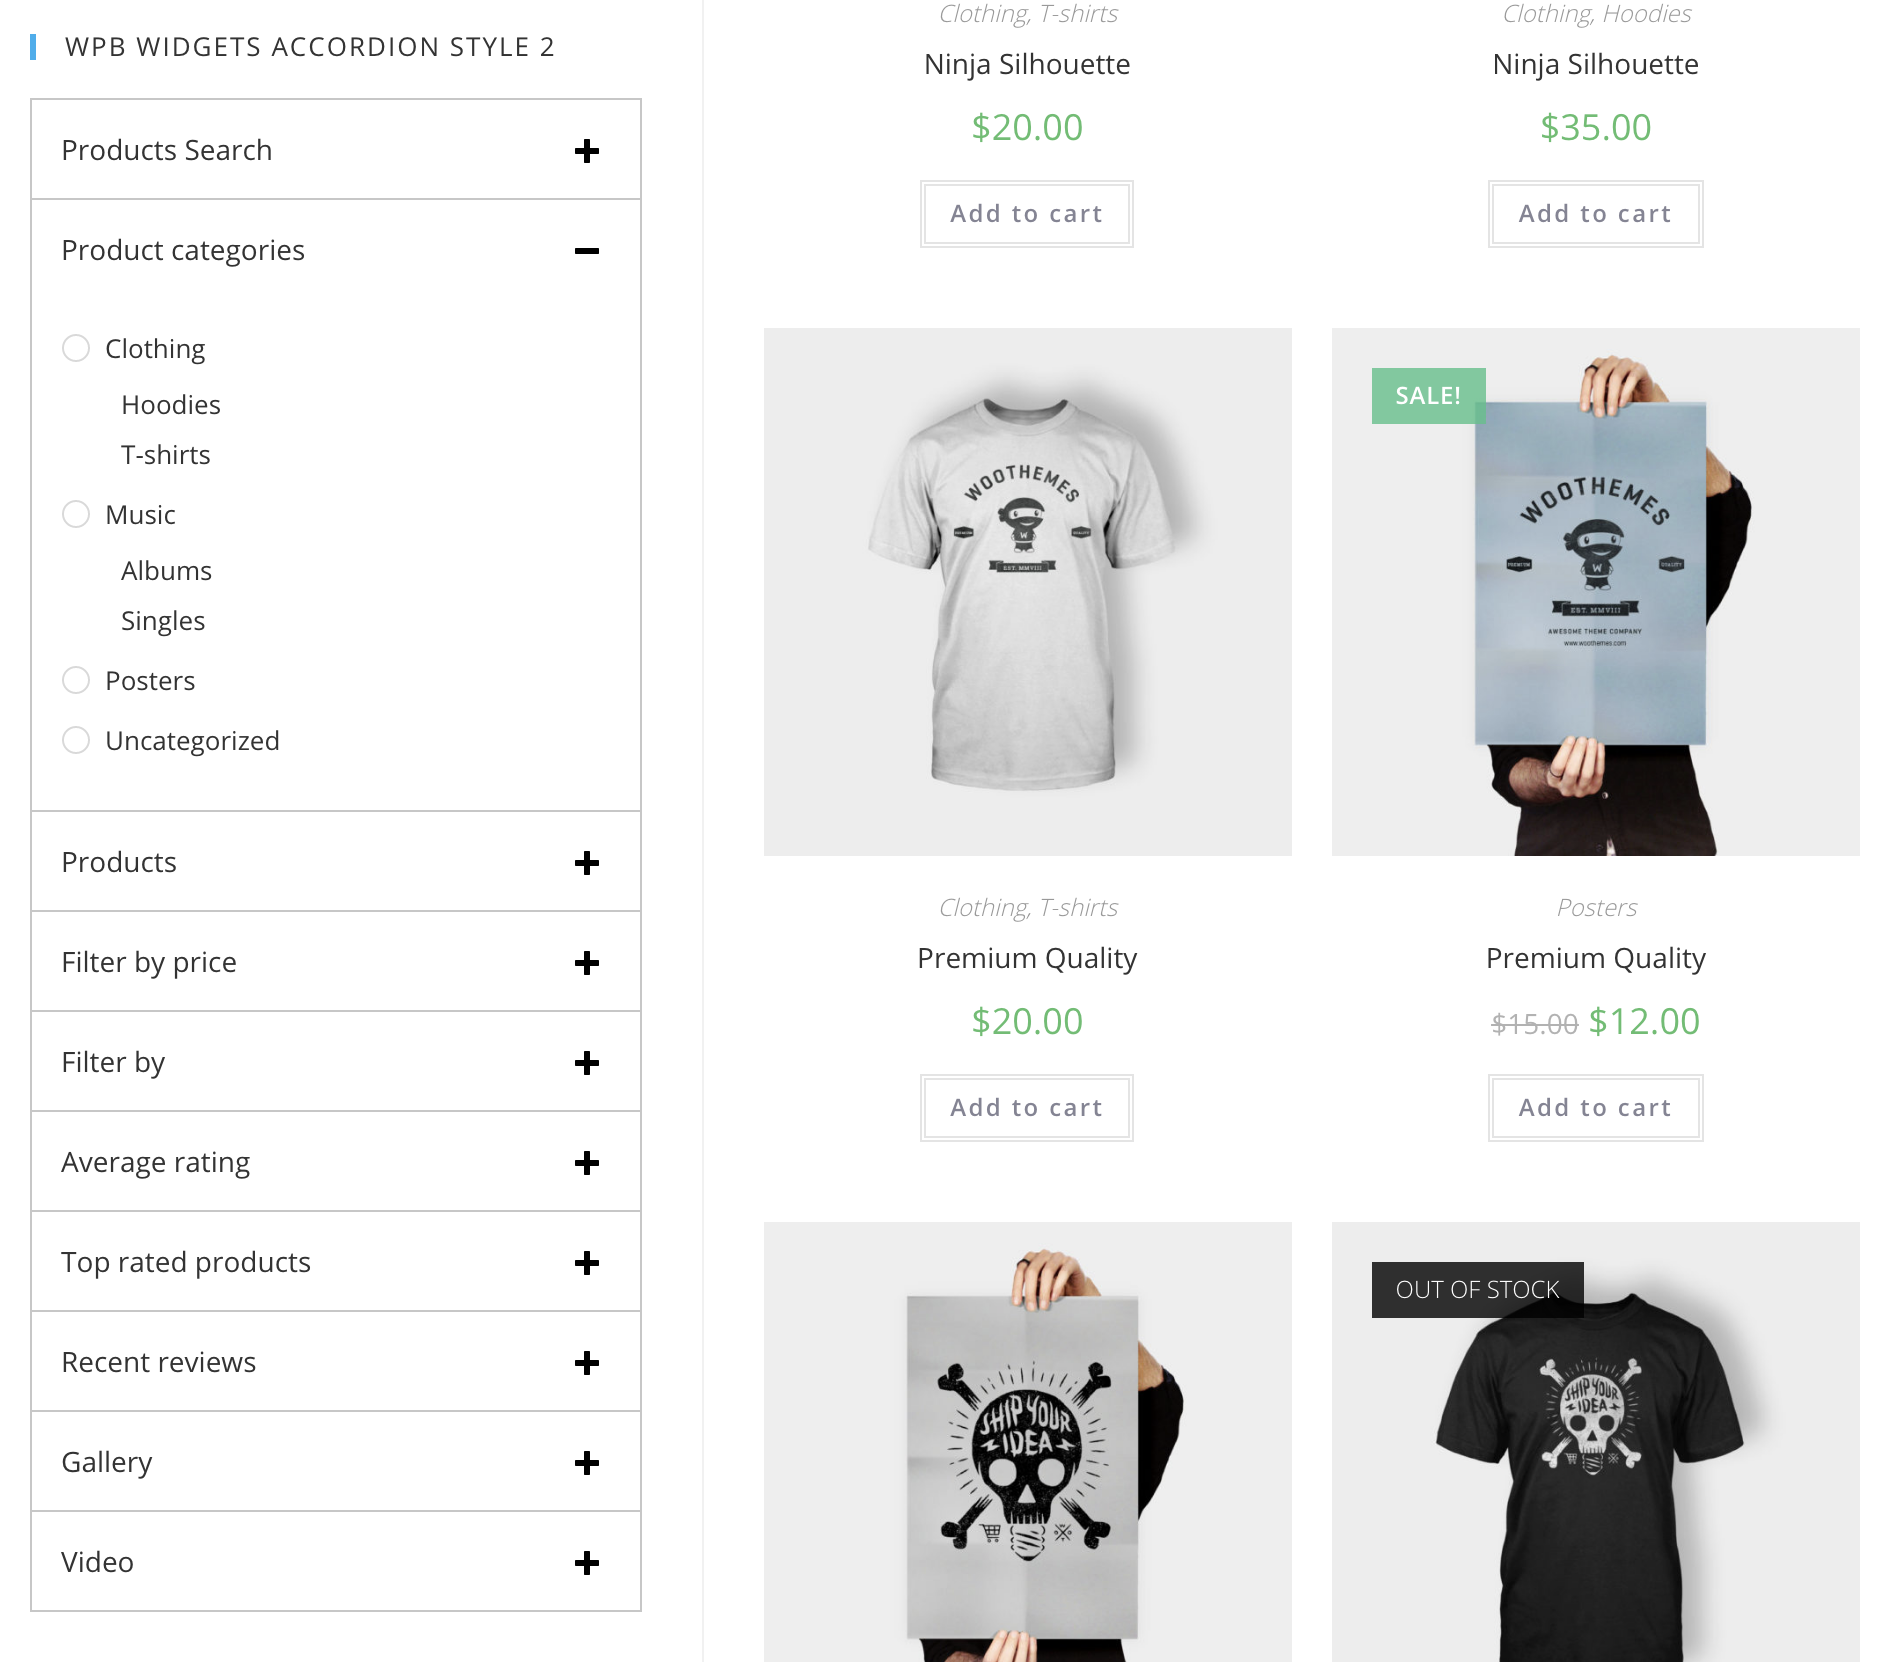 WPB WIDGETS ACCORDION STYLE 2
Products Search
Product categories
Clothing
Hoodies
T-shirts
Music
Albums
Singles
Posters
Uncategorized
Products
Filter by price
Filter by
Average rating
Top rated products
Recent reviews
Gallery
Video
Clothing, T-shirts
Ninja Silhouette
$20.00
Add to cart
Clothing, Hoodies
Ninja Silhouette
$35.00
Add to cart
WOOTHEMES
W
PREMIUM
QUALITY
EST. MMVIII
Clothing, T-shirts
Premium Quality
$20.00
Add to cart
SALE!
WOOTHEMES
W
PREMIUM
QUALITY
EST. MMVIII
AWESOME THEME COMPANY
www.woothemes.com
Posters
Premium Quality
$15.00 $12.00
Add to cart
SHIP YOUR
IDEA
OUT OF STOCK
SHIP YOUR
IDEA